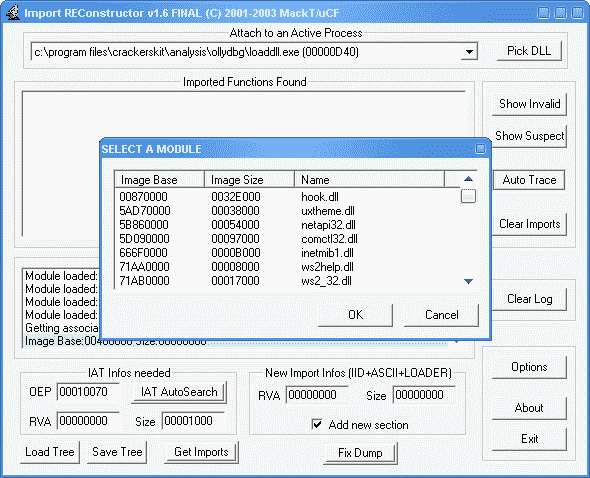 Import REConstructor v1.6 FINAL (C) 2001-2003 MackT/uCF
Attach to an Active Process
c:\program files\crackerskit\analysis\ollydbg\loaddll.exe (00000D40)
Pick DLL
Imported Functions Found
Show Invalid
Show Suspect
Auto Trace
Clear Imports
SELECT A MODULE
Image Base Image Size Name
00870000 0032E000 hook.dll
5AD70000 00038000 uxtheme.dll
5B860000 00054000 netapi32.dll
5D090000 00097000 comctl32.dll
666F0000 0000B000 inetmib1.dll
71AA0000 00008000 ws2help.dll
71AB0000 00017000 ws2_32.dll
OK Cancel
Module loaded:
Module loaded:
Module loaded:
Module loaded:
Getting associa
Image Base:00400000 Size:00000000
Clear Log
IAT Infos needed
OEP 00010070 IAT AutoSearch
RVA 00000000 Size 00001000
New Import Infos (IID+ASCII+LOADER)
RVA 00000000 Size 00000000
Add new section
Options
About
Exit
Load Tree Save Tree Get Imports Fix Dump